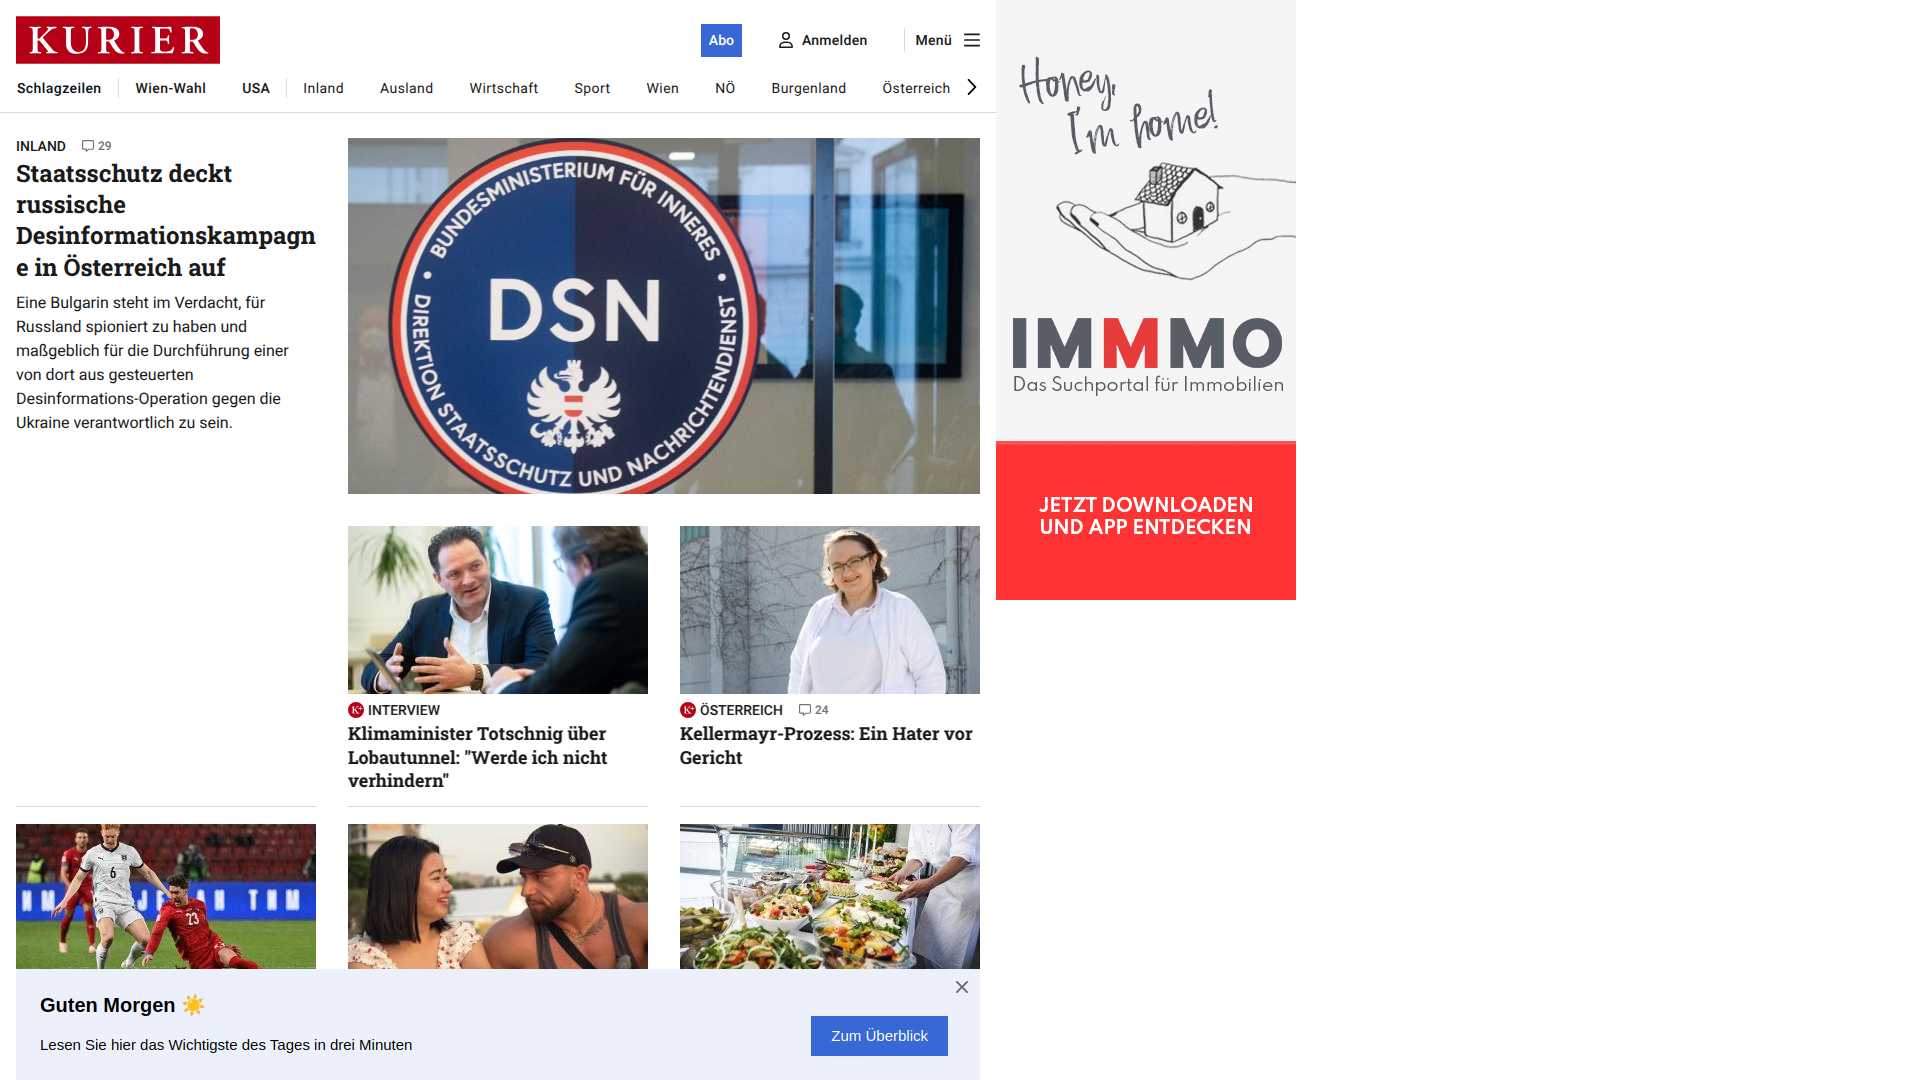 KURIER
Abo
Anmelden
Menü
Schlagzeilen
Wien-Wahl
USA
Inland
Ausland
Wirtschaft
Sport
Wien
NÖ
Burgenland
Österreich
INLAND 29
Staatsschutz deckt
russische
Desinformationskampagn
e in Österreich auf
Eine Bulgarin steht im Verdacht, für
Russland spioniert zu haben und
maßgeblich für die Durchführung einer
von dort aus gesteuerten
Desinformations-Operation gegen die
Ukraine verantwortlich zu sein.
• BUNDESMINISTERIUM FÜR INNERES •
DSN
DIREKTION STAATSSCHUTZ UND NACHRICHTENDIENST
K+ INTERVIEW
Klimaminister Totschnig über
Lobautunnel: "Werde ich nicht
verhindern"
K+ ÖSTERREICH 24
Kellermayr-Prozess: Ein Hater vor
Gericht
6
23
Guten Morgen ☀️
Lesen Sie hier das Wichtigste des Tages in drei Minuten
Zum Überblick
Honey,
I'm home!
IMMMO
Das Suchportal für Immobilien
JETZT DOWNLOADEN
UND APP ENTDECKEN